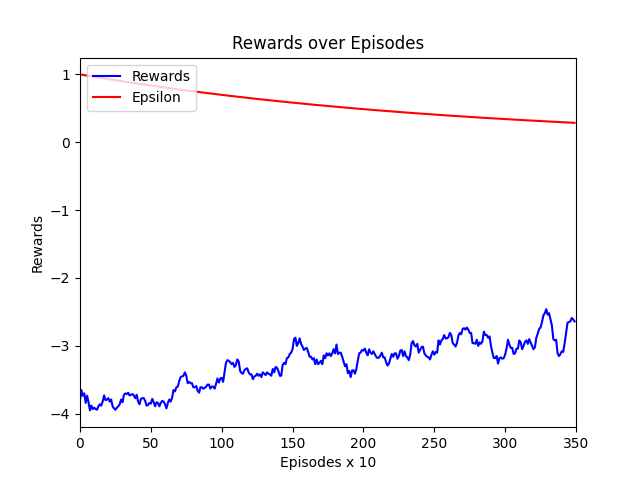 Rewards over Episodes
Rewards
Epsilon
1
0
−1
−2
−3
−4
Rewards
0 50 100 150 200 250 300 350
Episodes x 10